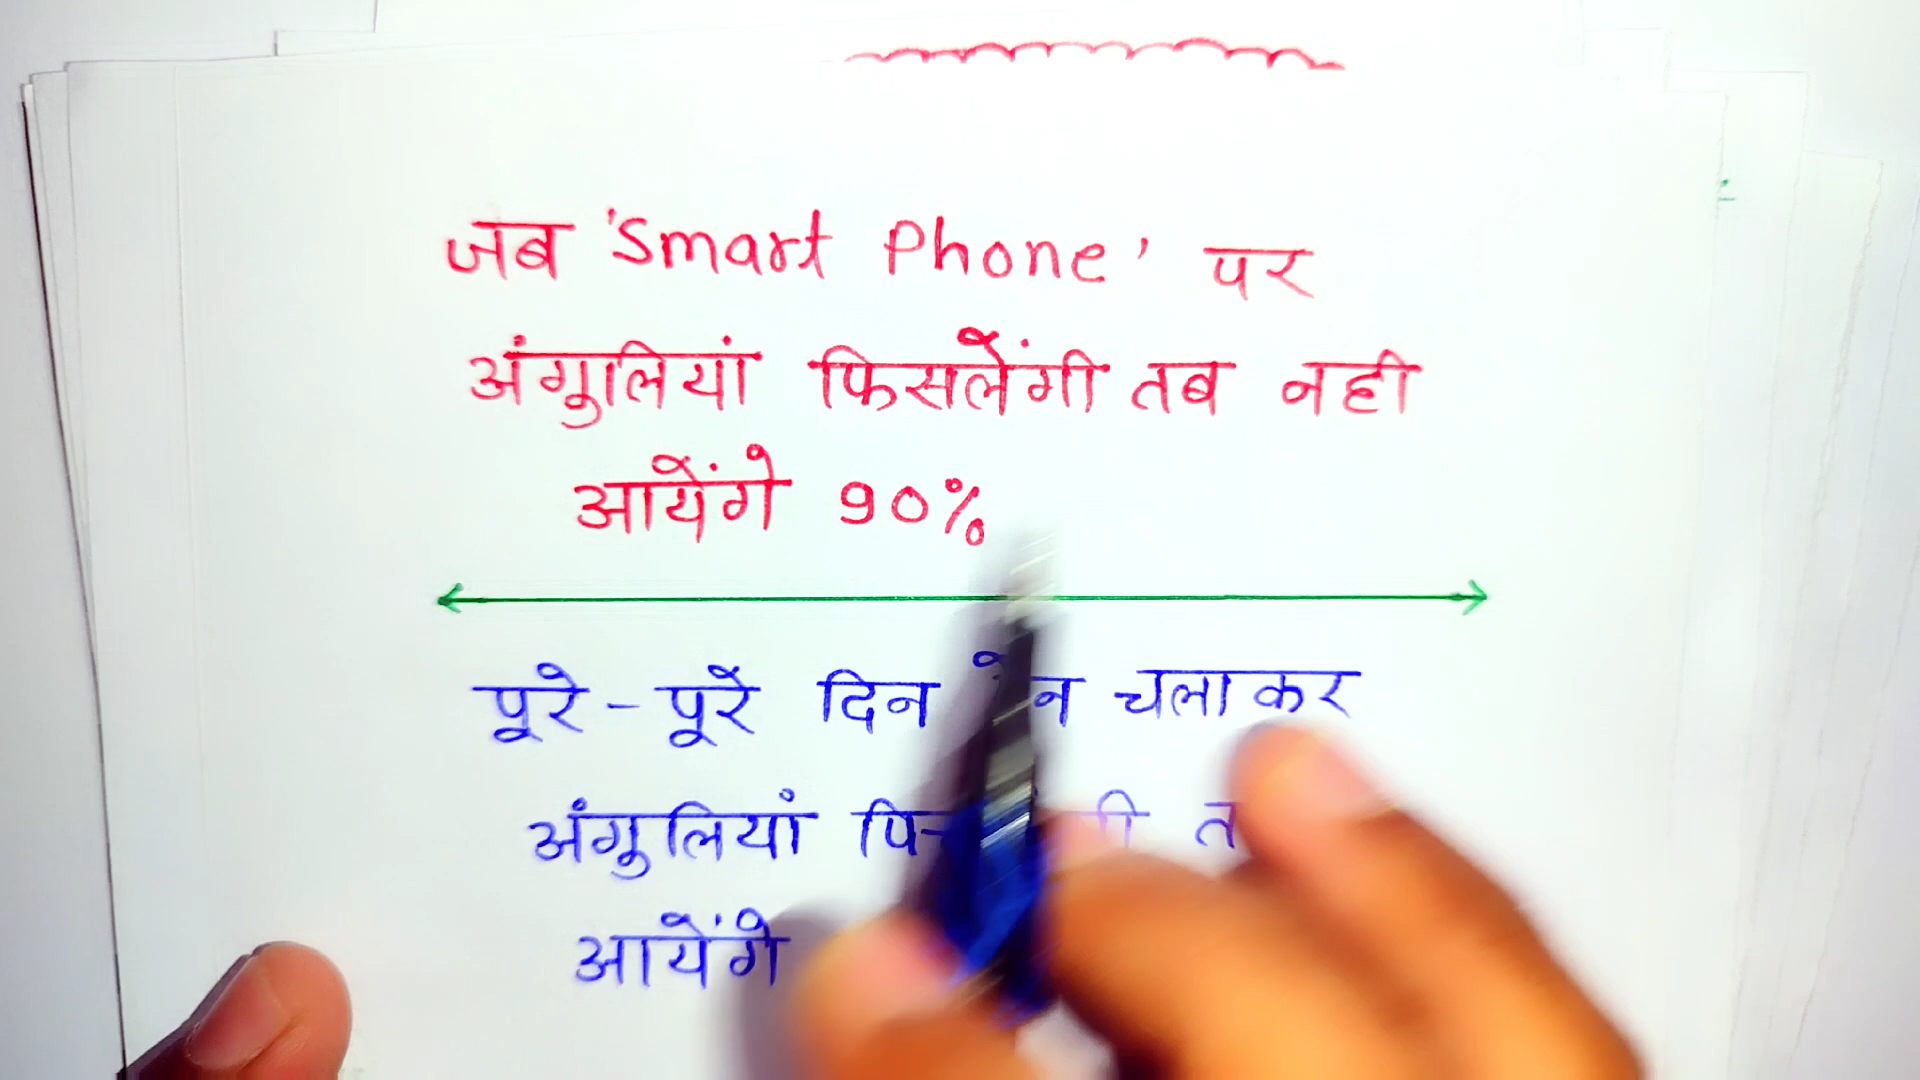 जब 'Smart Phone' पर
अंगुलियां फिसलेंगी तब नही
आयेंगे 90%
पूरे-पूरे दिन चलाकर
अंगुलियां
आयेंगे